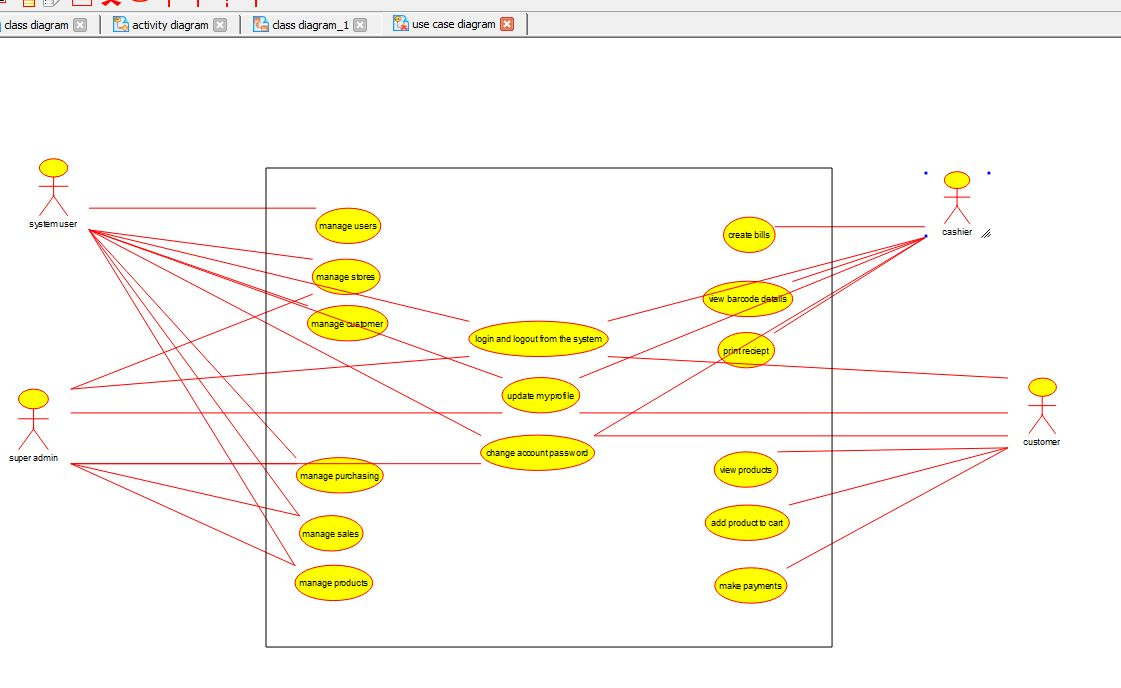 class diagram
activity diagram
class diagram_1
use case diagram
system user
cashier
manage users
create bills
manage stores
view barcode details
manage customer
login and logout from the system
print reciept
update my profile
super admin
customer
change account password
manage purchasing
view products
manage sales
add product to cart
manage products
make payments